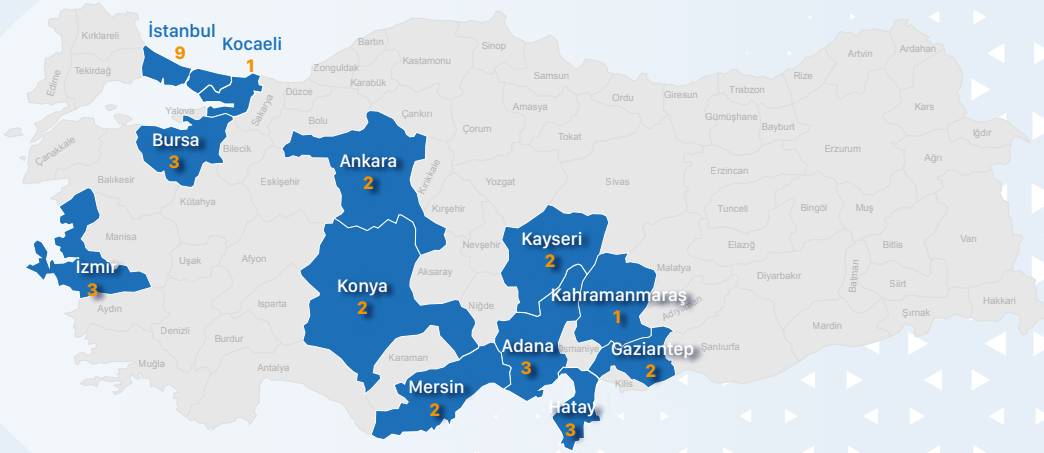 İstanbul
9
Kocaeli
1
Kırklareli
Edirne
Tekirdağ
Yalova
Sakarya
Düzce
Zonguldak
Bartın
Karabük
Kastamonu
Sinop
Samsun
Ordu
Giresun
Trabzon
Rize
Artvin
Ardahan
Kars
Gümüşhane
Bayburt
Iğdır
Çanakkale
Bursa
3
Bilecik
Bolu
Çankırı
Çorum
Amasya
Tokat
Erzurum
Ağrı
Balıkesir
Kütahya
Eskişehir
Ankara
2
Kırıkkale
Yozgat
Sivas
Erzincan
Kırşehir
Tunceli
Bingöl
Muş
Van
Manisa
Uşak
Afyon
Nevşehir
Kayseri
2
Elazığ
Bitlis
İzmir
3
Konya
2
Aksaray
Malatya
Diyarbakır
Batman
Siirt
Hakkari
Aydın
Isparta
Niğde
Kahramanmaraş
1
Adıyaman
Şırnak
Denizli
Burdur
Mardin
Muğla
Antalya
Karaman
Adana
3
Osmaniye
Gaziantep
2
Şanlıurfa
Mersin
2
Kilis
Hatay
3